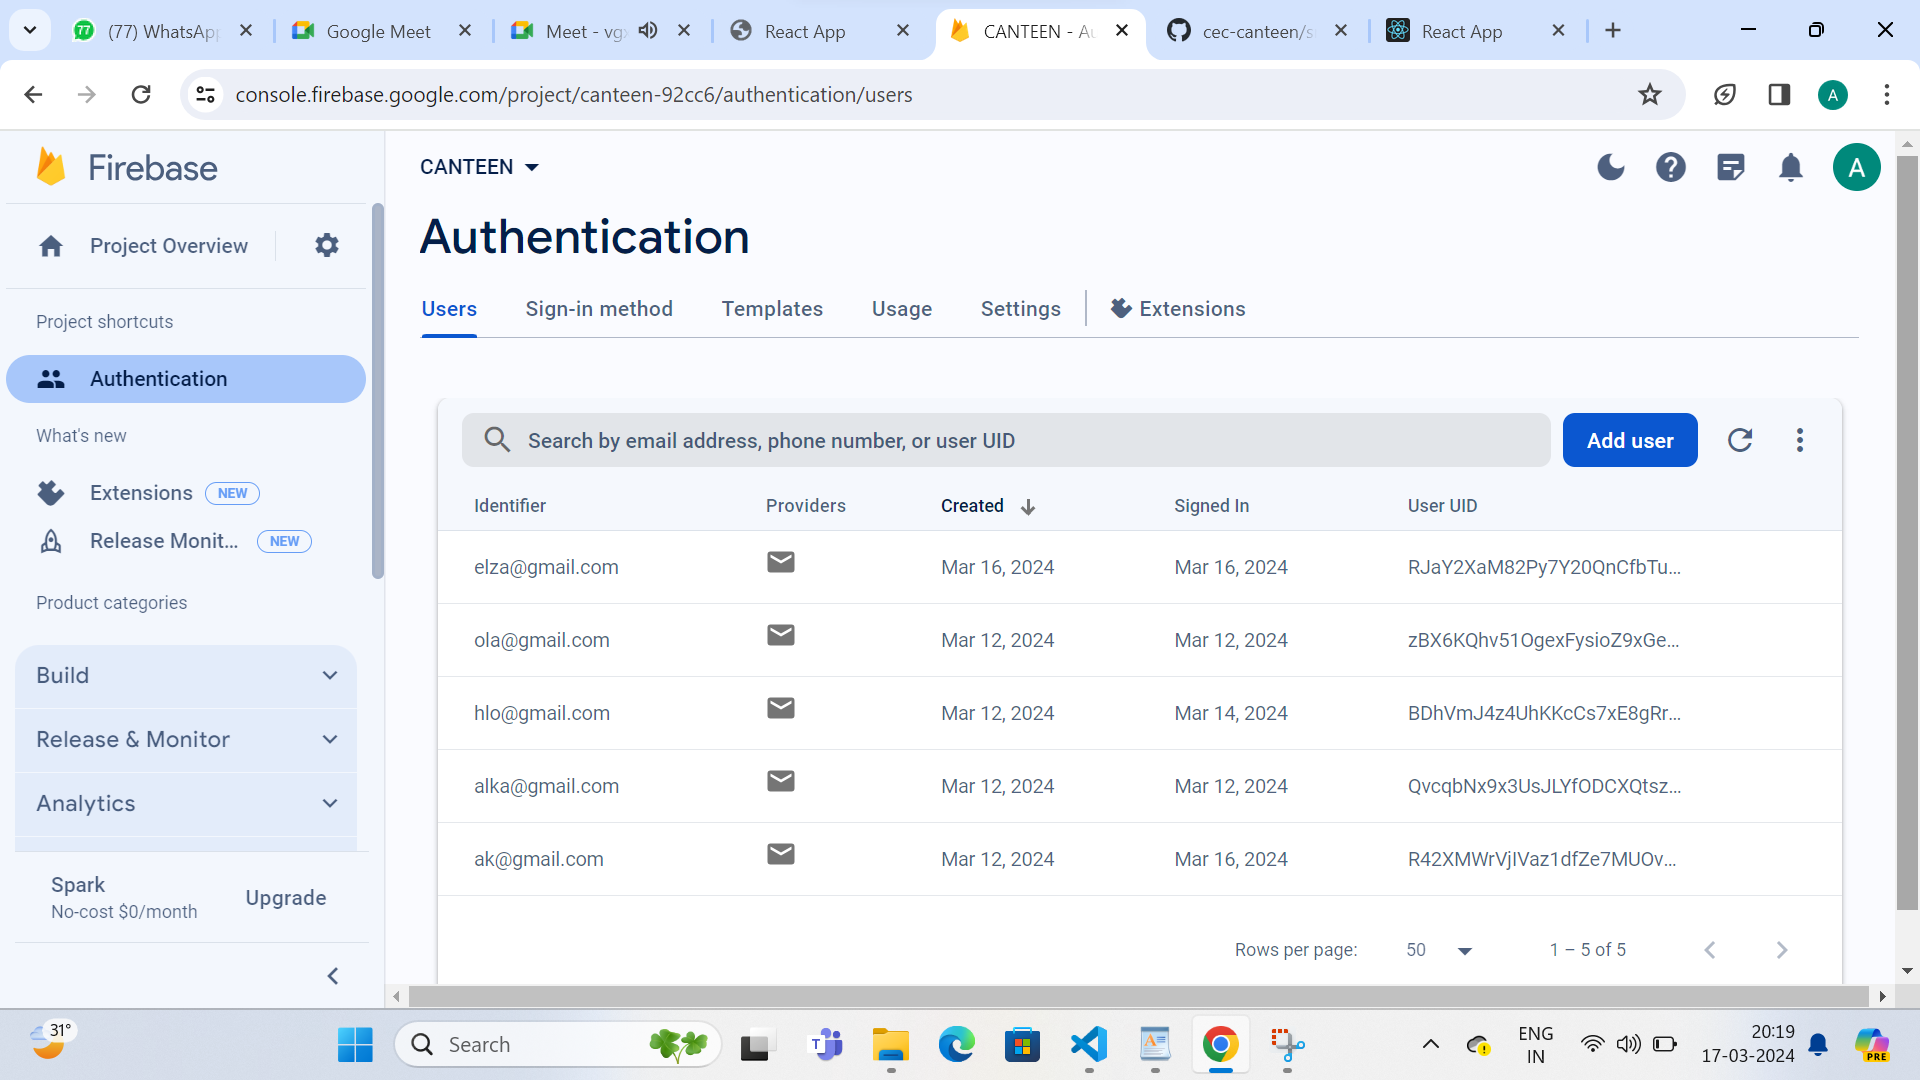 77 (77) WhatsApp
Google Meet
Meet - vg
React App
CANTEEN - Au
cec-canteen/s
React App
console.firebase.google.com/project/canteen-92cc6/authentication/users
A
Firebase
CANTEEN
A
Project Overview
Authentication
Users Sign-in method Templates Usage Settings Extensions
Project shortcuts
Authentication
What's new
Extensions NEW
Release Monit... NEW
Product categories
Build
Release & Monitor
Analytics
Spark
No-cost $0/month
Upgrade
Search by email address, phone number, or user UID
Add user
Identifier Providers Created Signed In User UID
elza@gmail.com Mar 16, 2024 Mar 16, 2024 RJaY2XaM82Py7Y20QnCfbTu...
ola@gmail.com Mar 12, 2024 Mar 12, 2024 zBX6KQhv51OgexFysioZ9xGe...
hlo@gmail.com Mar 12, 2024 Mar 14, 2024 BDhVmJ4z4UhKKcCs7xE8gRr...
alka@gmail.com Mar 12, 2024 Mar 12, 2024 QvcqbNx9x3UsJLYfODCXQtsz...
ak@gmail.com Mar 12, 2024 Mar 16, 2024 R42XMWrVjIVaz1dfZe7MUOv...
Rows per page: 50 1 – 5 of 5
31°
Search
T
ENG
IN
20:19
17-03-2024
PRE